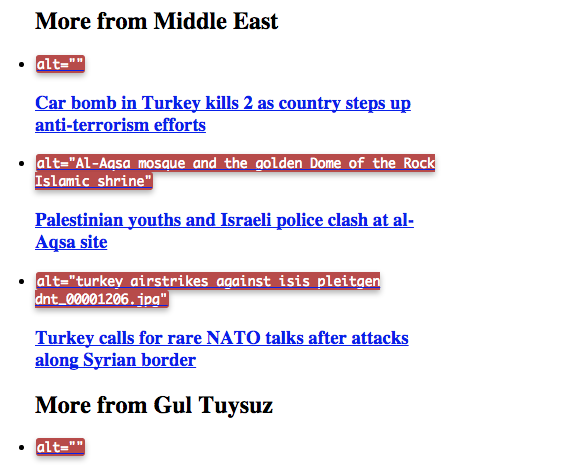 More from Middle East
alt=""
Car bomb in Turkey kills 2 as country steps up
anti-terrorism efforts
alt="Al-Aqsa mosque and the golden Dome of the Rock
Islamic shrine"
Palestinian youths and Israeli police clash at al-
Aqsa site
alt="turkey airstrikes against isis pleitgen
dnt_00001206.jpg"
Turkey calls for rare NATO talks after attacks
along Syrian border
More from Gul Tuysuz
alt=""